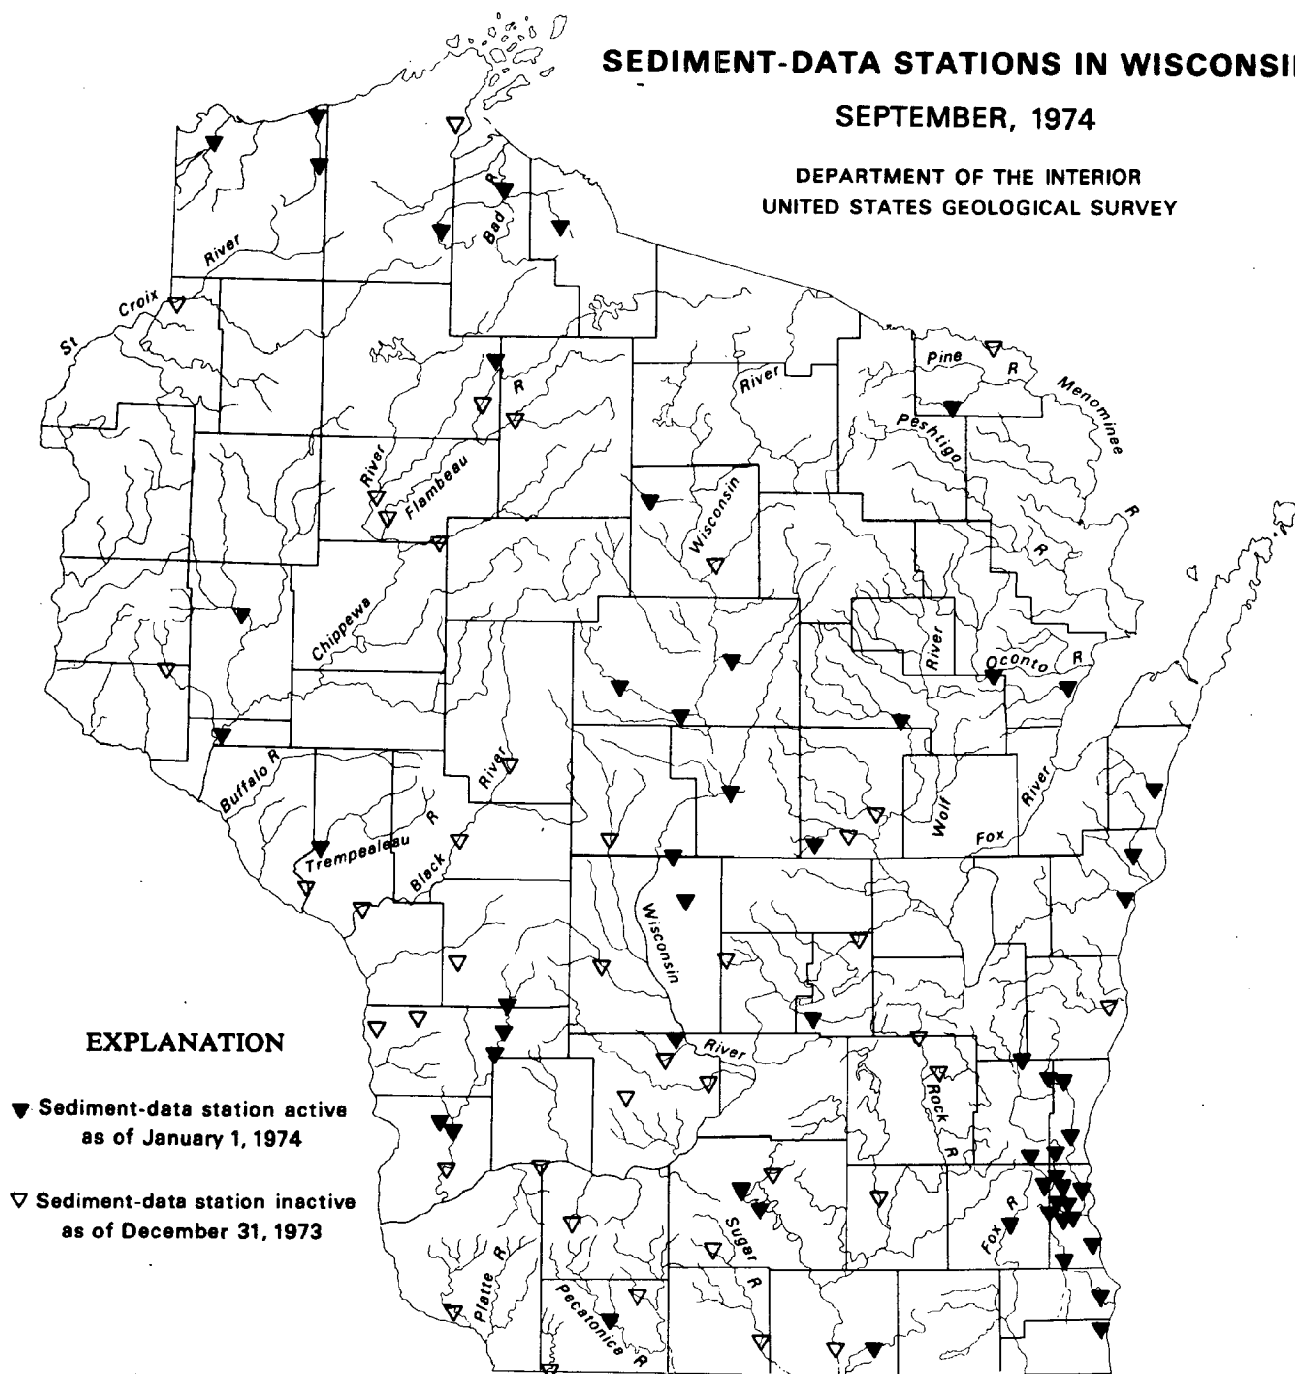 SEDIMENT-DATA STATIONS IN WISCONSI
SEPTEMBER, 1974
DEPARTMENT OF THE INTERIOR
UNITED STATES GEOLOGICAL SURVEY
Bad R
St Croix River
River
Pine R
Menominee R
Peshtigo R
River
Flambeau R
Wisconsin
Chippewa
River
Oconto R
Buffalo R
River
Wolf
River
Fox
Trempealeau
Black R
Wisconsin
River
Rock R
EXPLANATION
Sediment-data station active
as of January 1, 1974
Sediment-data station inactive
as of December 31, 1973
Platte R
Sugar R
Fox R
Pecatonica R